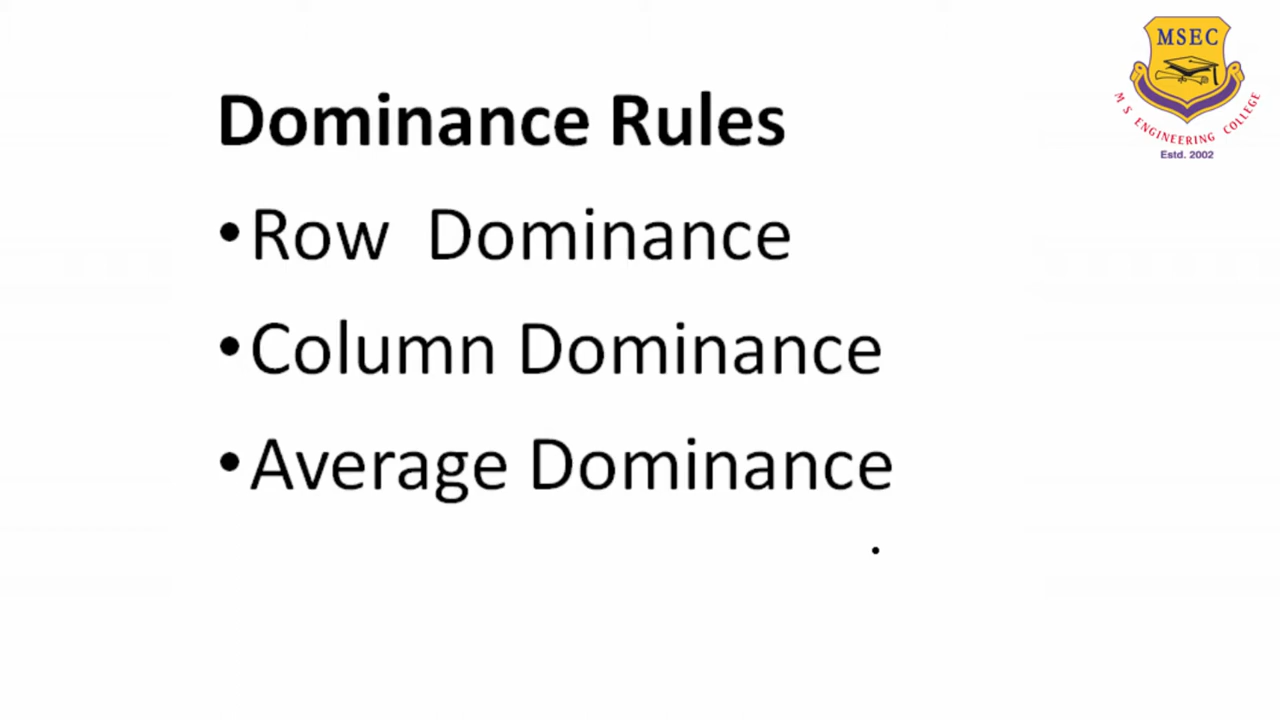 MSEC
M S ENGINEERING COLLEGE
Estd. 2002
Dominance Rules
•Row Dominance
•Column Dominance
•Average Dominance
.